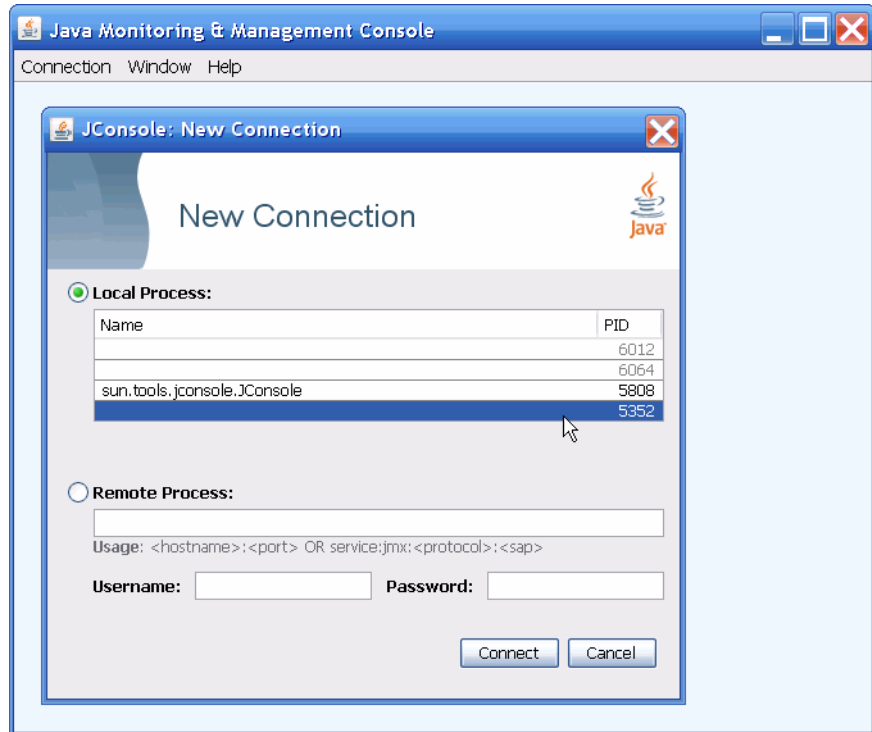 Java Monitoring & Management Console
Connection Window Help
JConsole: New Connection
New Connection
Java
Local Process:
Name PID
6012
6064
sun.tools.jconsole.JConsole 5808
5352
Remote Process:
Usage: <hostname>:<port> OR service:jmx:<protocol>:<sap>
Username: Password:
Connect Cancel